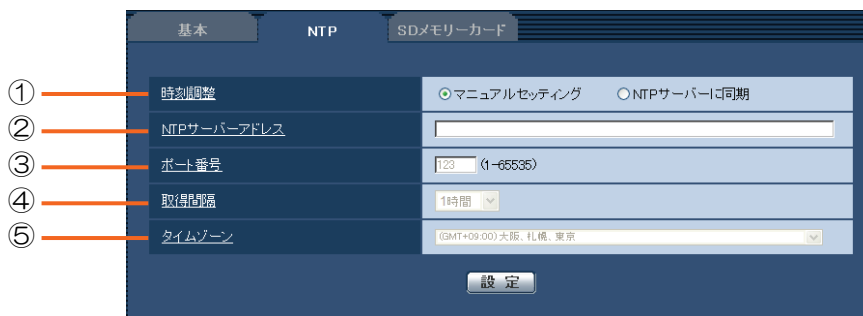 基本 NTP SDメモリーカード
① 時刻調整 マニュアルセッティング NTPサーバーに同期
② NTPサーバーアドレス
③ ポート番号 123 (1-65535)
④ 取得間隔 1時間
⑤ タイムゾーン (GMT+09:00)大阪、札幌、東京
設定